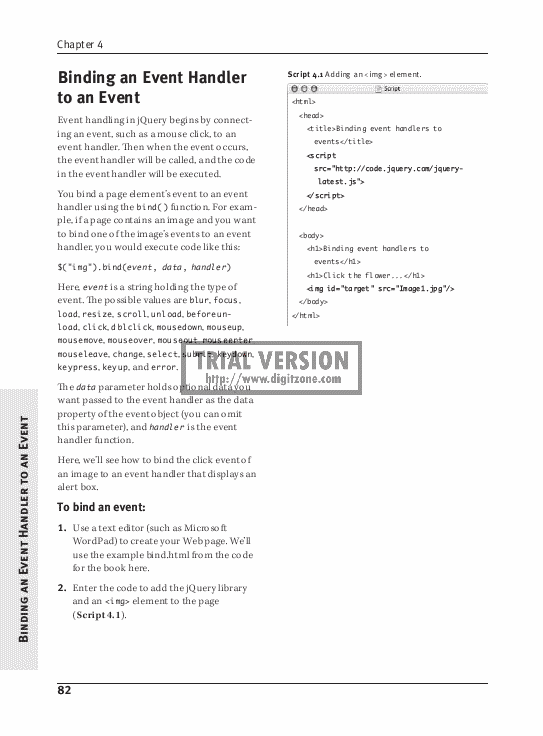 Chapter 4
Binding an Event Handler
to an Event
Event handling in jQuery begins by connect-
ing an event, such as a mouse click, to an
event handler. Then when the event occurs,
the event handler will be called, and the code
in the event handler will be executed.
You bind a page element's event to an event
handler using the bind() function. For exam-
ple, if a page contains an image and you want
to bind one of the image's events to an event
handler, you would execute code like this:
$("img").bind(event, data, handler)
Here, event is a string holding the type of
event. The possible values are blur, focus,
load, resize, scroll, unload, beforeun-
load, click, dblclick, mousedown, mouseup,
mousemove, mouseover, mouseout, mouseenter,
mouseleave, change, select, submit, keydown,
keypress, keyup, and error.
The data parameter holds optional data you
want passed to the event handler as the data
property of the event object (you can omit
this parameter), and handler is the event
handler function.
Here, we'll see how to bind the click event of
an image to an event handler that displays an
alert box.
To bind an event:
1. Use a text editor (such as Microsoft
WordPad) to create your Web page. We'll
use the example bind.html from the code
for the book here.
2. Enter the code to add the jQuery library
and an <img> element to the page
(Script 4.1).
Script 4.1 Adding an <img> element.
Script
<html>
<head>
<title>Binding event handlers to
events</title>
<script
src="http://code.jquery.com/jquery-
latest.js">
</script>
</head>
<body>
<h1>Binding event handlers to
events</h1>
<h1>Click the flower...</h1>
<img id="target" src="Image1.jpg"/>
</body>
</html>
TRIAL VERSION
http://www.digitzone.com
Binding an Event Handler to an Event
82